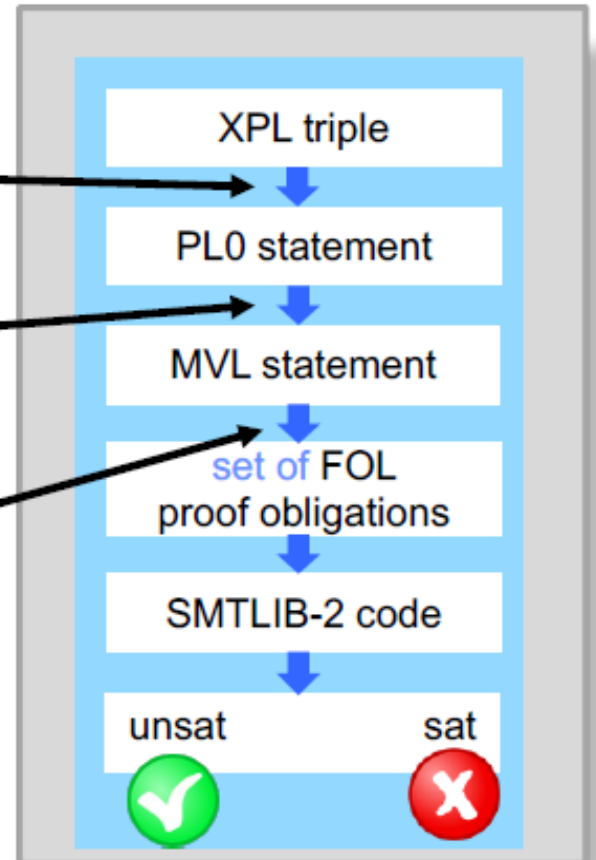 XPL triple
PL0 statement
MVL statement
set of FOL
proof obligations
SMTLIB-2 code
unsat sat